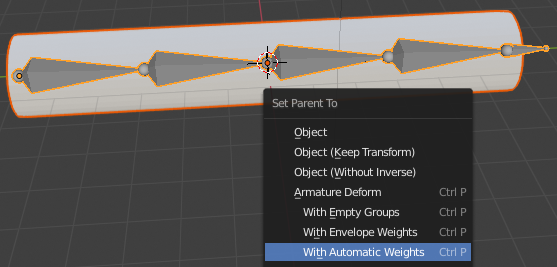 Set Parent To
Object
Object (Keep Transform)
Object (Without Inverse)
Armature Deform Ctrl P
With Empty Groups Ctrl P
With Envelope Weights Ctrl P
With Automatic Weights Ctrl P